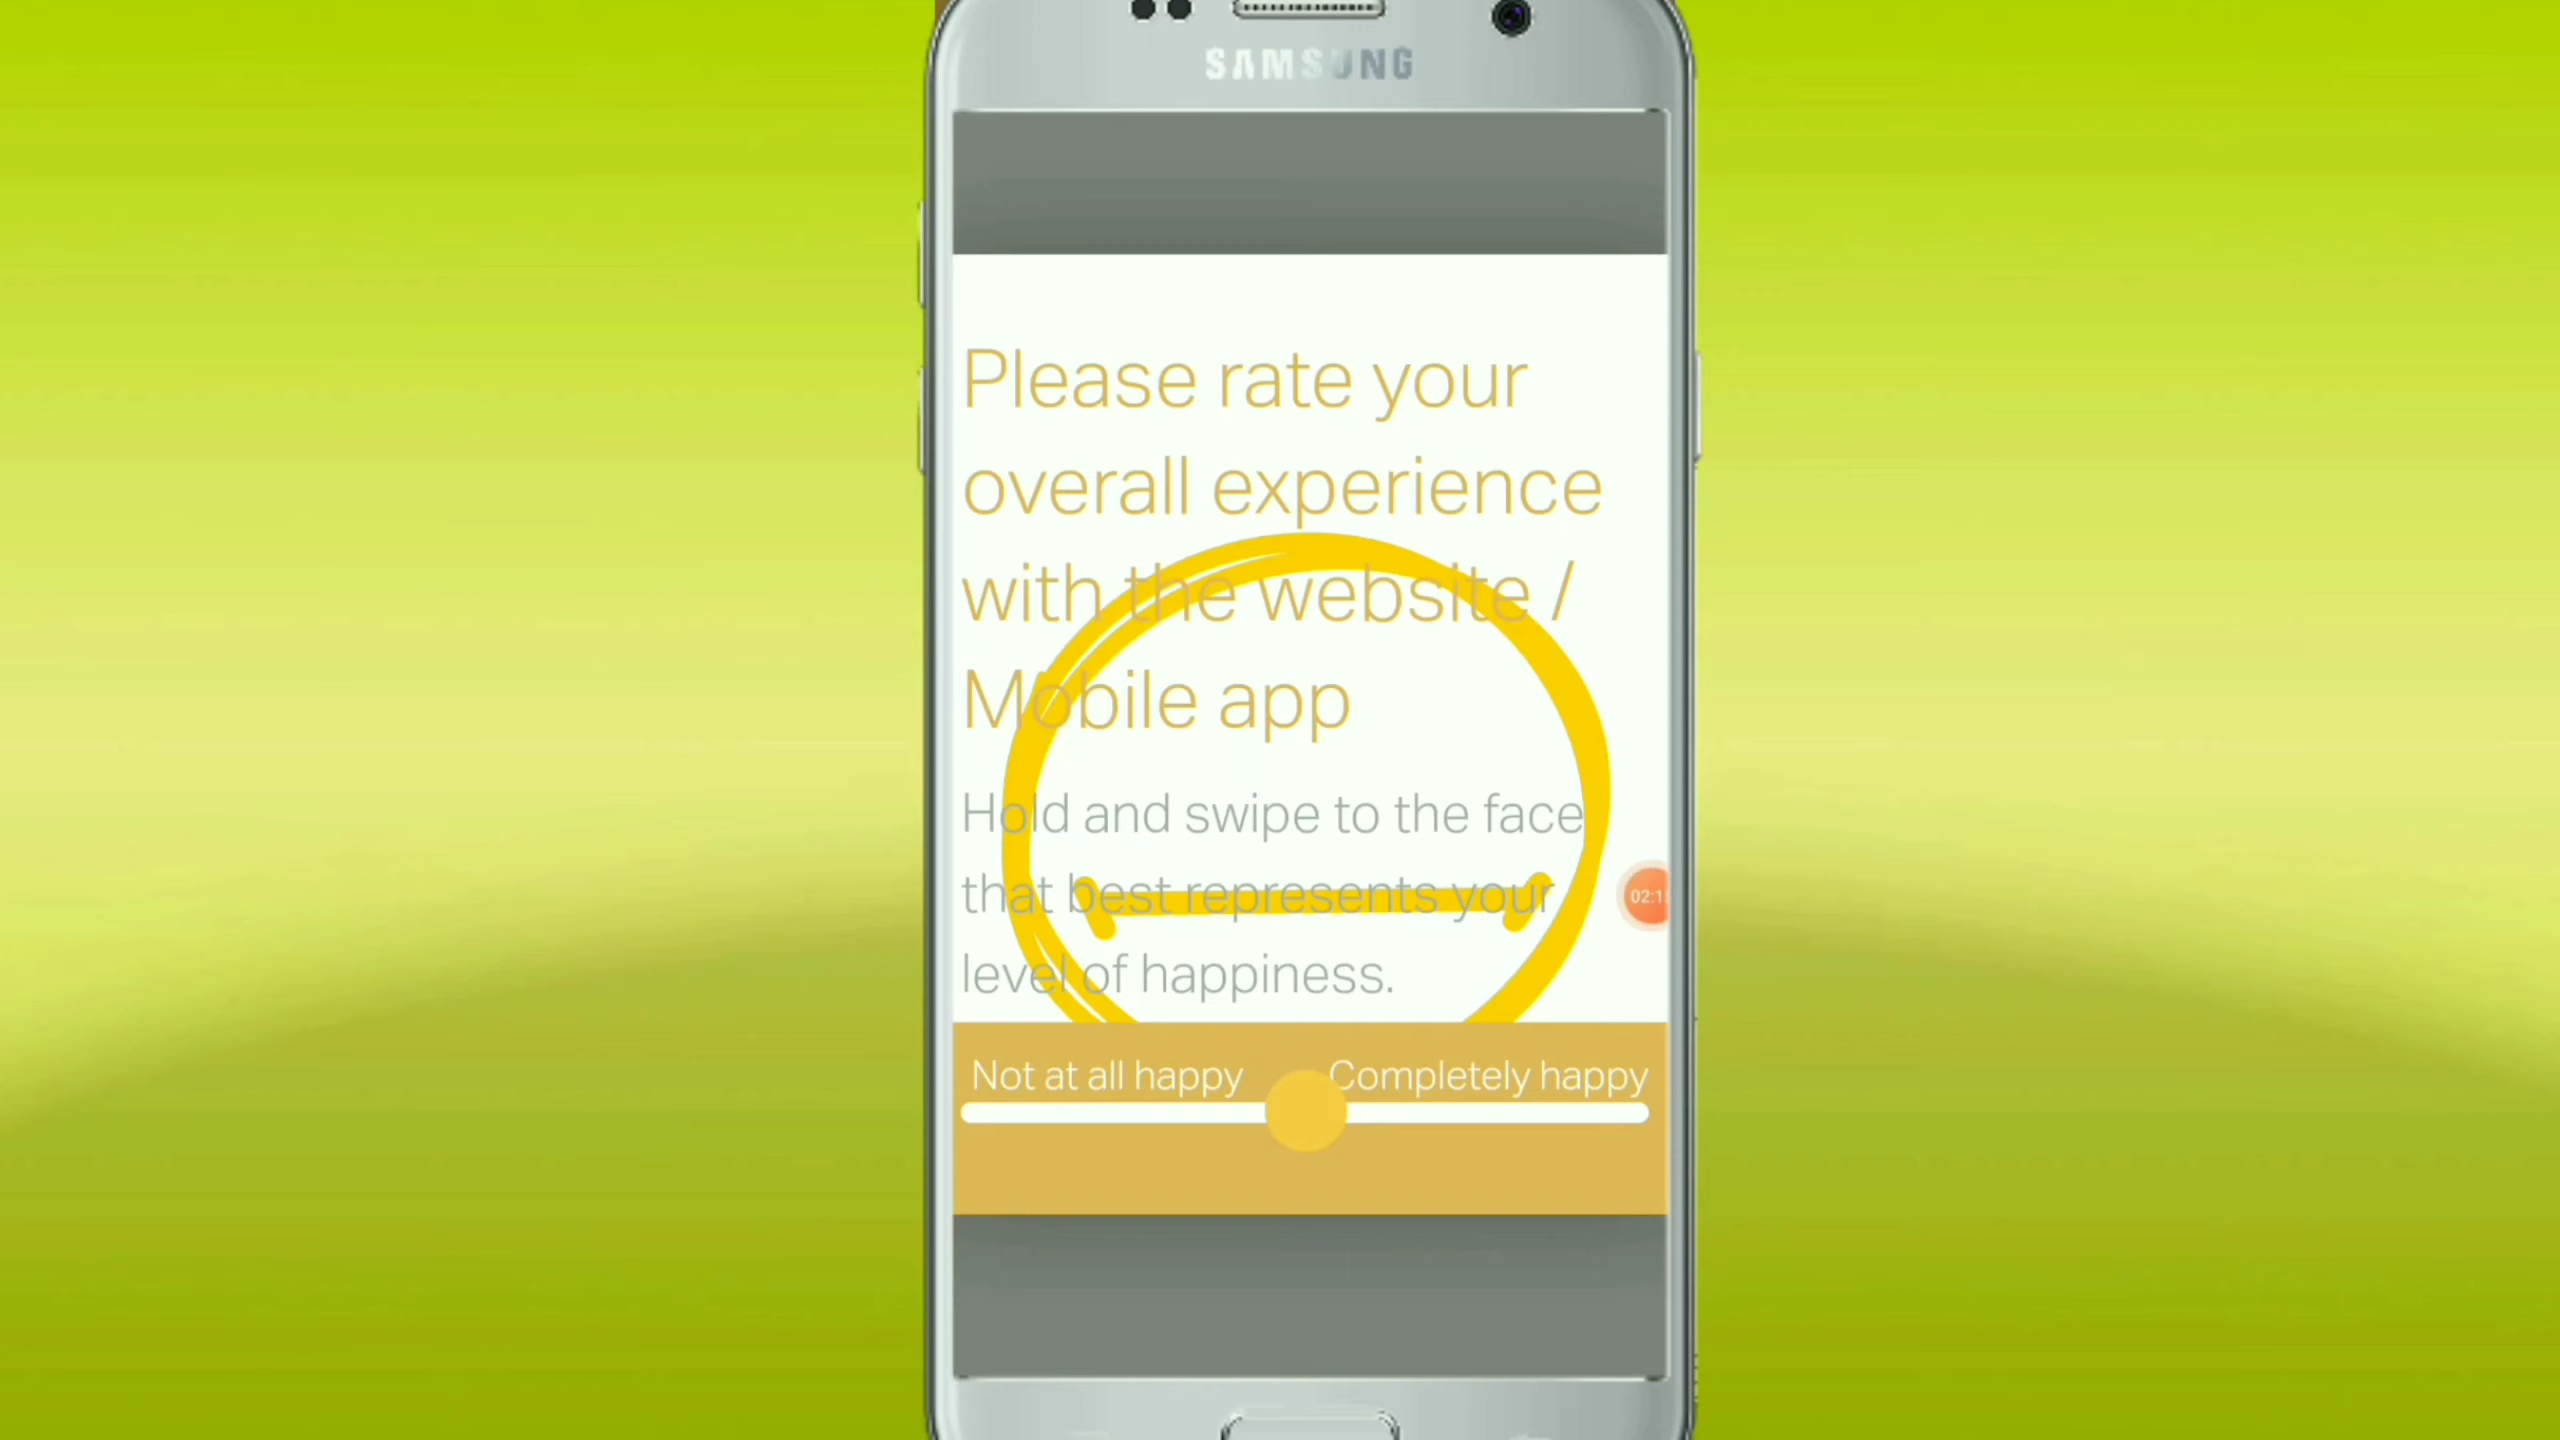 SAMSUNG
Please rate your
overall experience
with the website /
Mobile app
Hold and swipe to the face
that best represents your
level of happiness.
Not at all happy Completely happy